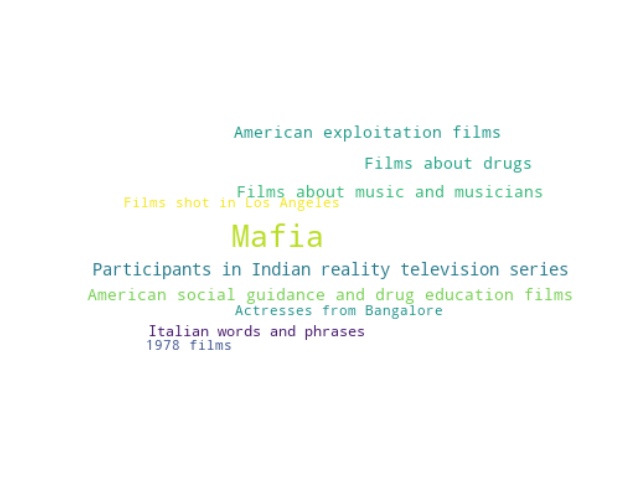 American exploitation films
Films about drugs
Films about music and musicians
Films shot in Los Angeles
Mafia
Participants in Indian reality television series
American social guidance and drug education films
Actresses from Bangalore
Italian words and phrases
1978 films